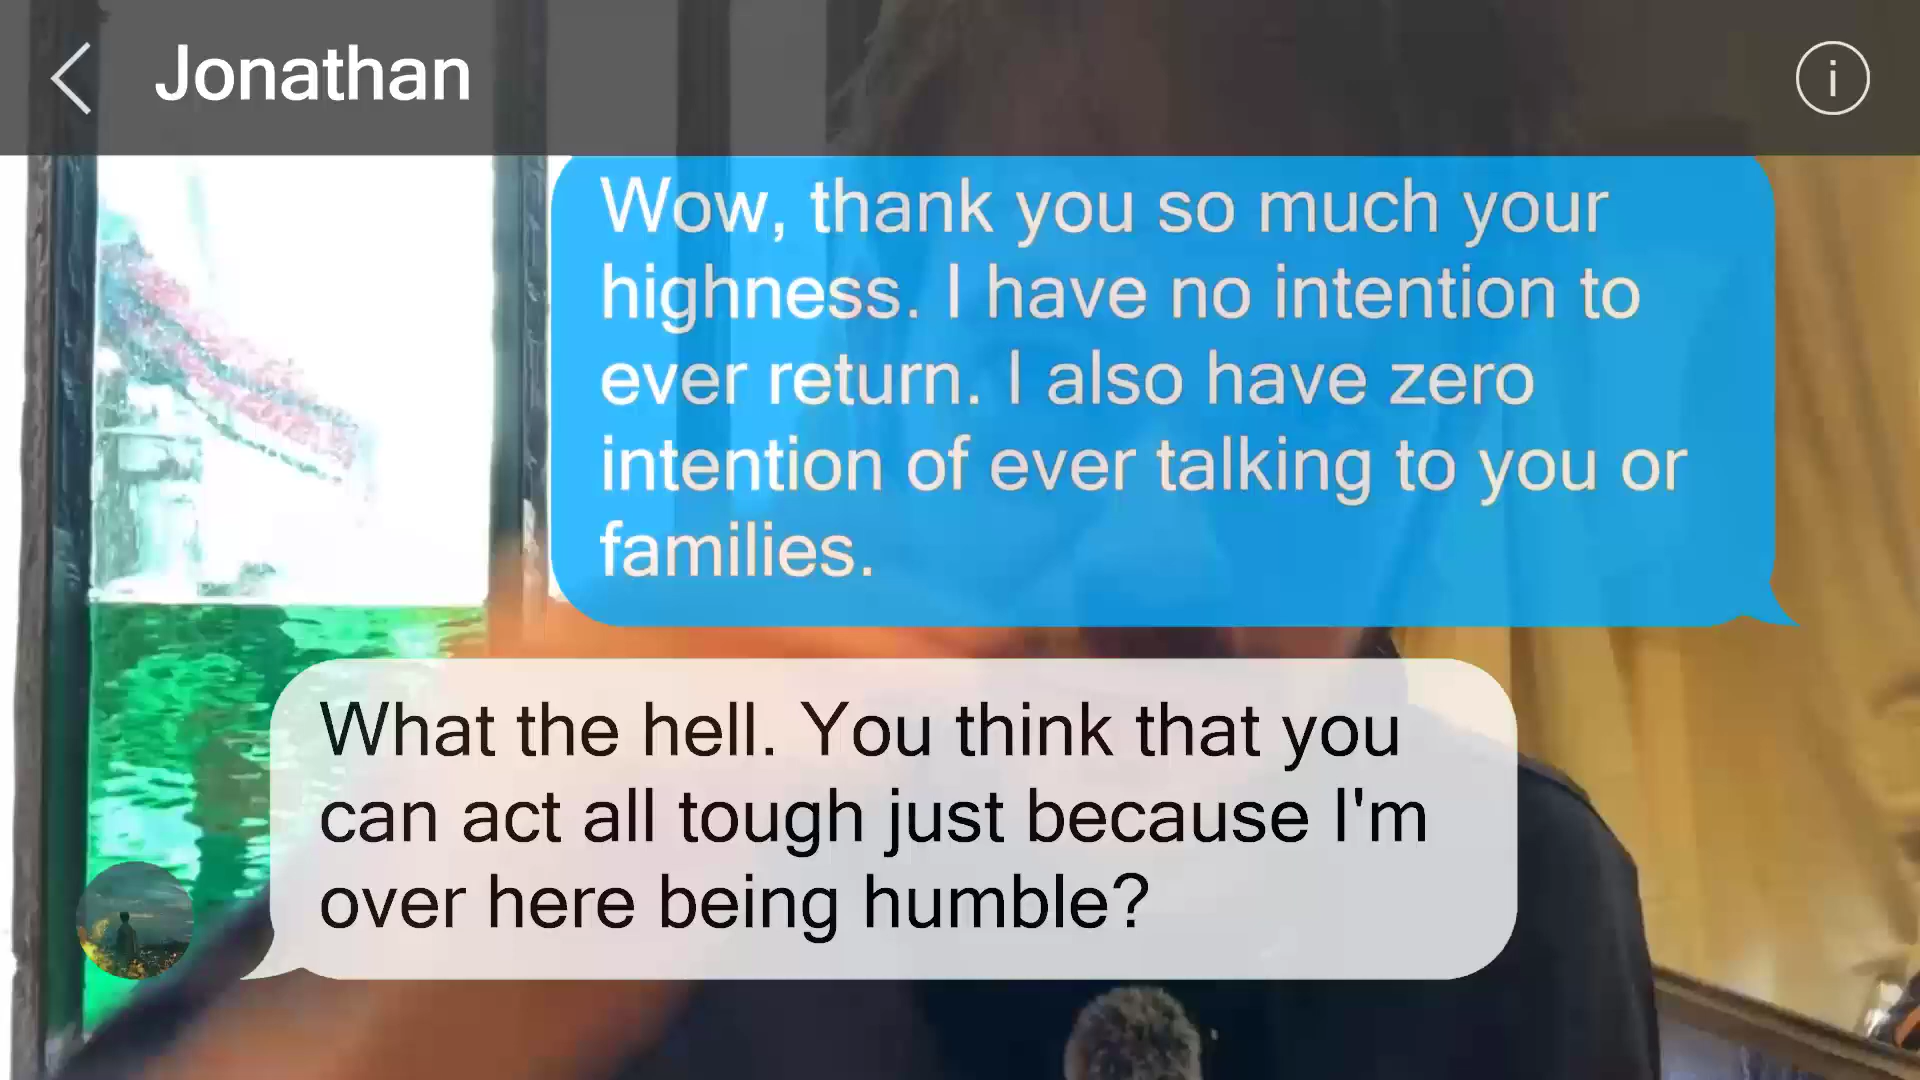 Jonathan
Wow, thank you so much your
highness. I have no intention to
ever return. I also have zero
intention of ever talking to you or
families.
What the hell. You think that you
can act all tough just because I'm
over here being humble?